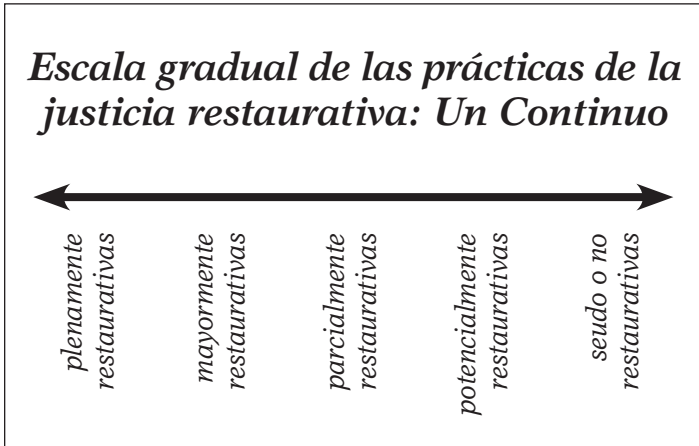 Escala gradual de las prácticas de la
justicia restaurativa: Un Continuo
plenamente
restaurativas
mayormente
restaurativas
parcialmente
restaurativas
potencialmente
restaurativas
seudo o no
restaurativas